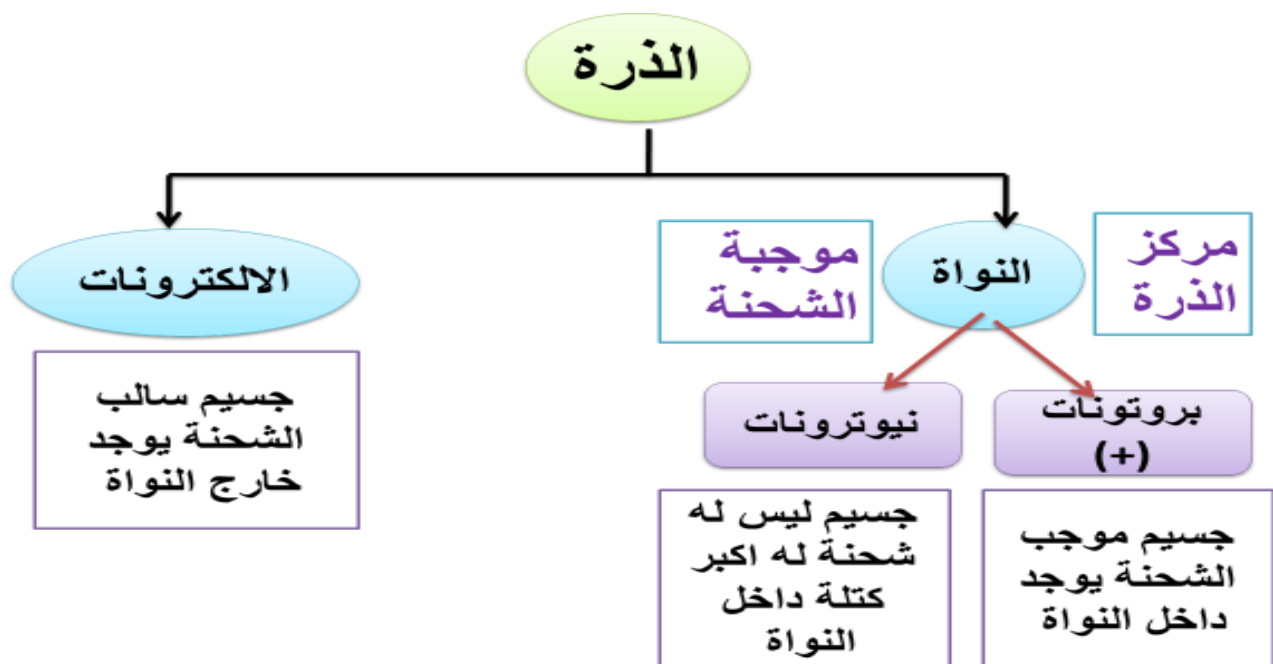 الذرة
مركز
الذرة
النواة
موجبة
الشحنة
الالكترونات
بروتونات
(+)
نيوترونات
جسيم موجب
الشحنة يوجد
داخل النواة
جسيم ليس له
شحنة له اكبر
كتلة داخل
النواة
جسيم سالب
الشحنة يوجد
خارج النواة